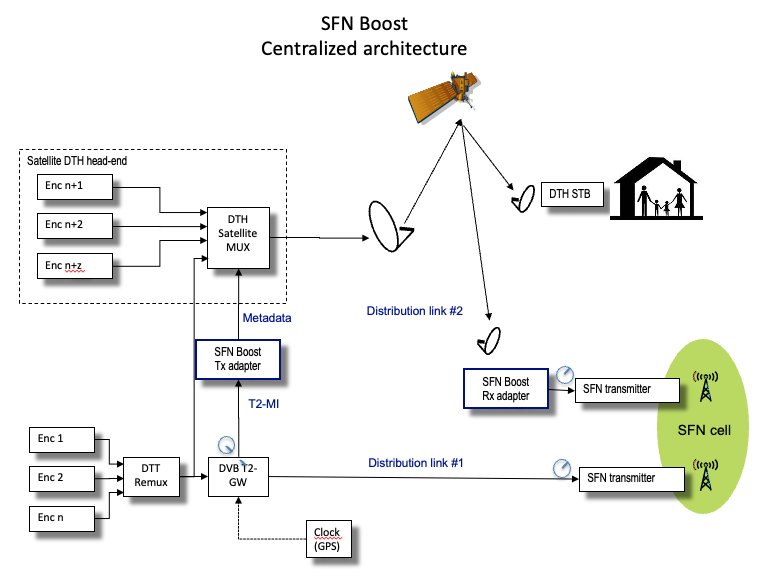 SFN Boost
Centralized architecture
Satellite DTH head-end
Enc n+1
Enc n+2
Enc n+z
DTH
Satellite
MUX
DTH STB
Metadata
Distribution link #2
SFN Boost
Tx adapter
SFN Boost
Rx adapter
SFN transmitter
T2-MI
SFN cell
Enc 1
Enc 2
Enc n
DTT
Remux
DVB T2-
GW
Distribution link #1
SFN transmitter
Clock
(GPS)